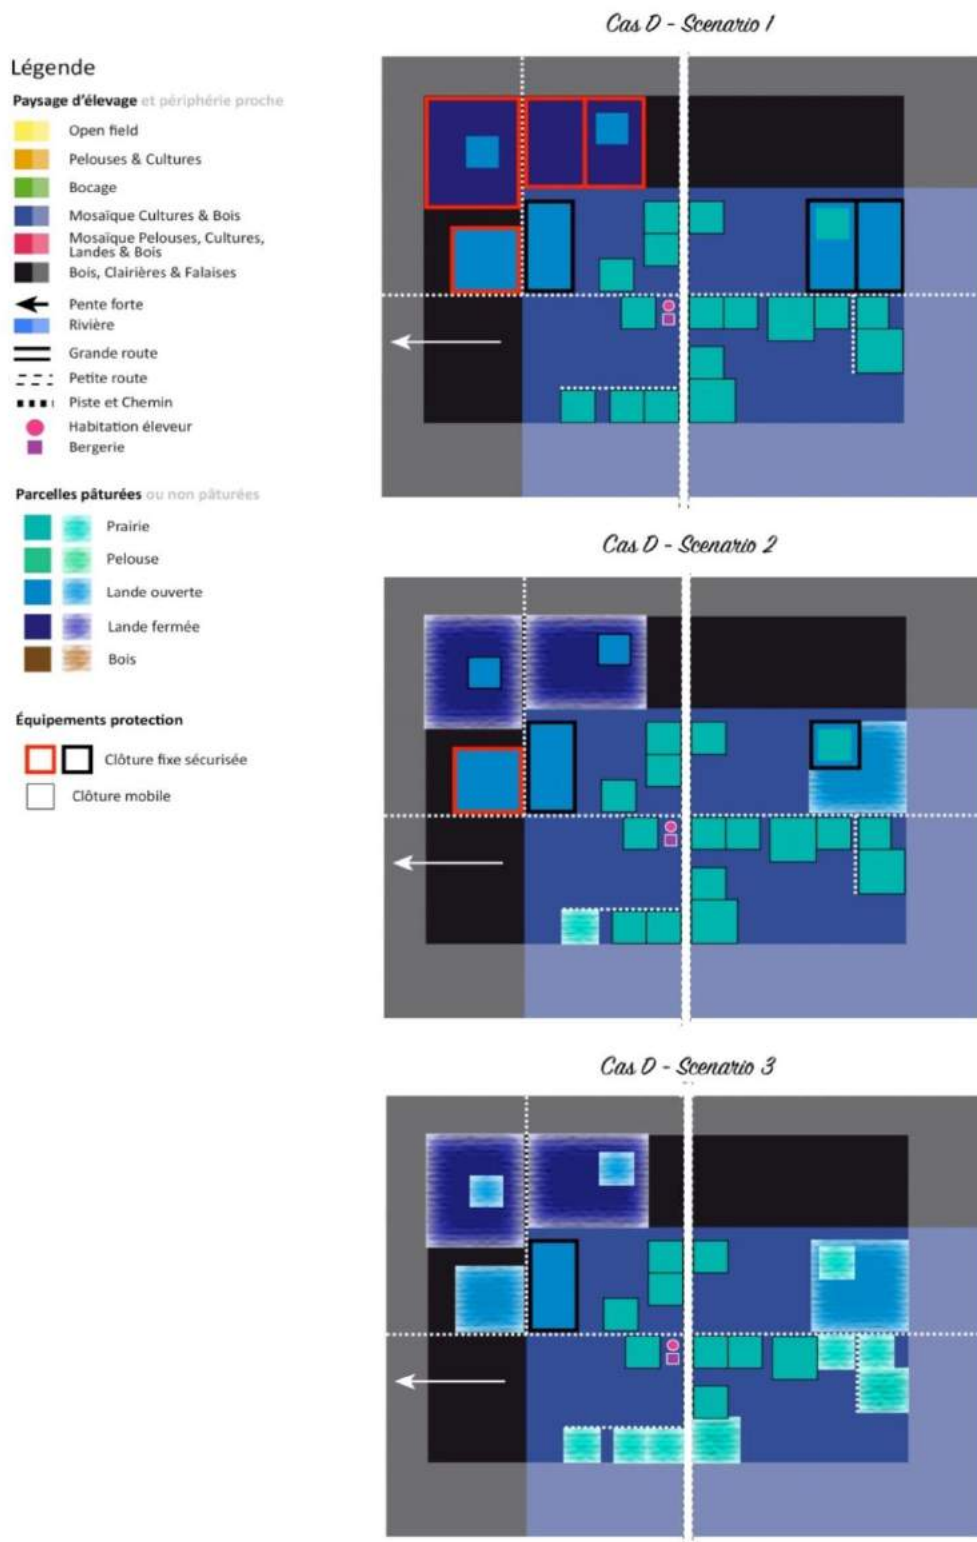 Cas D - Scenario 1
Légende
Paysage d'élevage et périphérie proche
Open field
Pelouses & Cultures
Bocage
Mosaïque Cultures & Bois
Mosaïque Pelouses, Cultures,
Landes & Bois
Bois, Clairières & Falaises
Pente forte
Rivière
Grande route
Petite route
Piste et Chemin
Habitation éleveur
Bergerie
Parcelles pâturées ou non pâturées
Prairie
Pelouse
Lande ouverte
Lande fermée
Bois
Équipements protection
Clôture fixe sécurisée
Clôture mobile
Cas D - Scenario 2
Cas D - Scenario 3